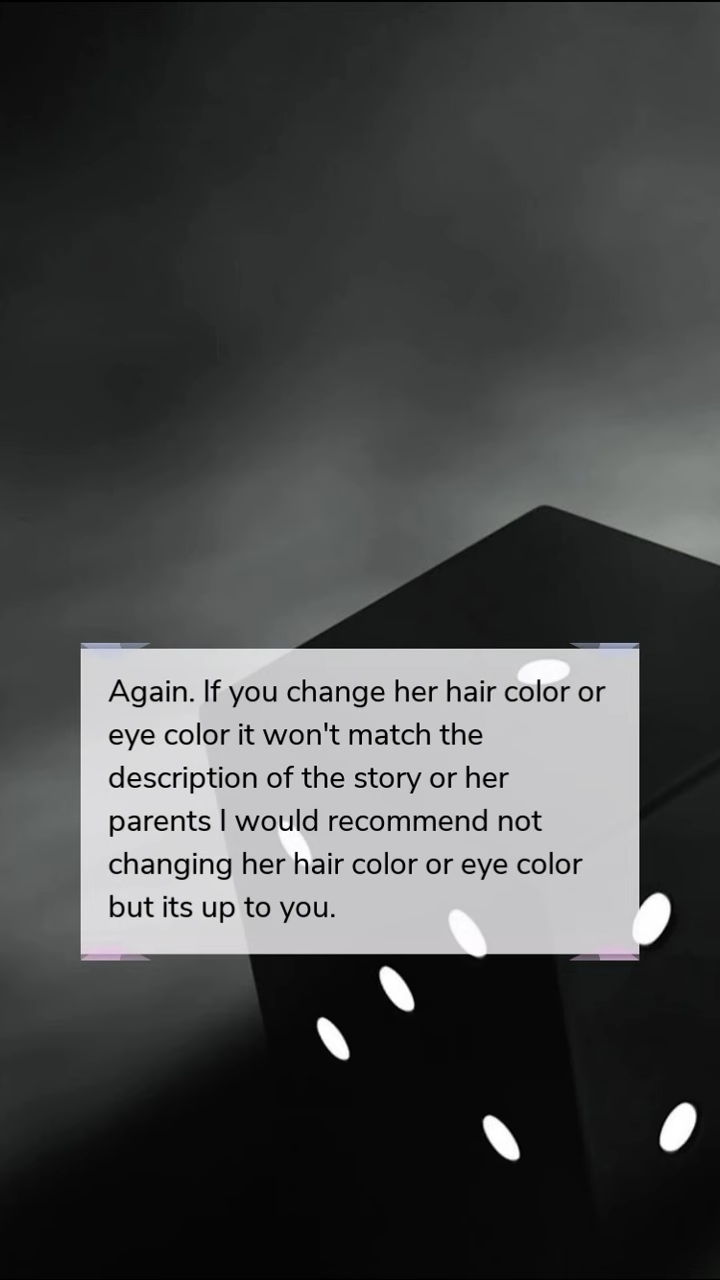 Again. If you change her hair color or
eye color it won't match the
description of the story or her
parents I would recommend not
changing her hair color or eye color
but its up to you.